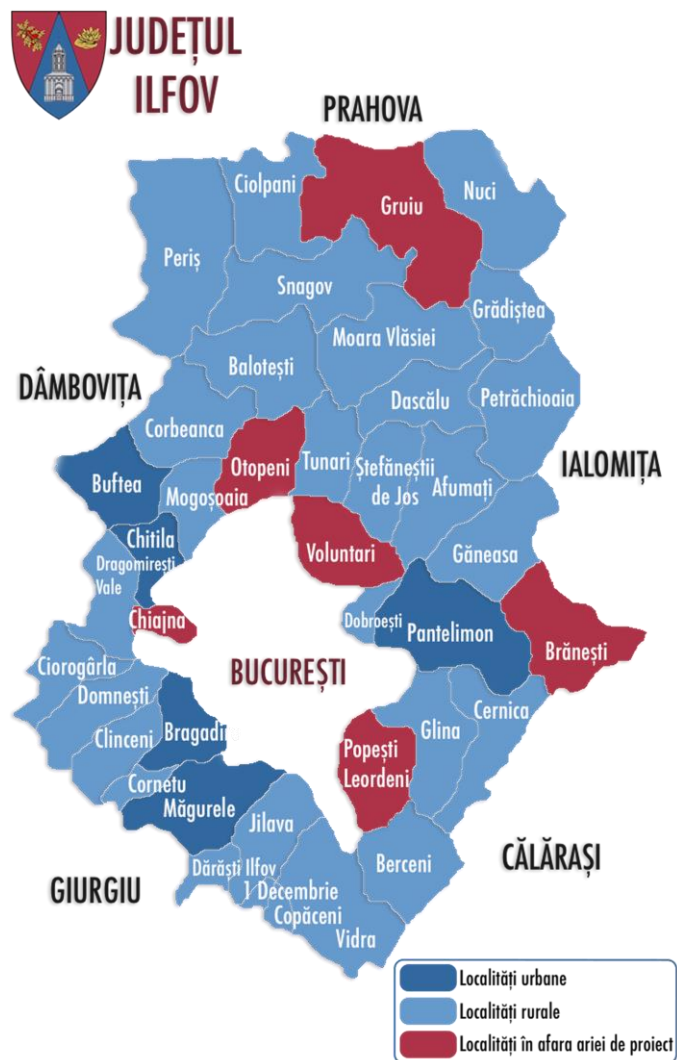 JUDEȚUL
ILFOV
PRAHOVA
Ciolpani
Gruiu
Nuci
Periș
Snagov
Grădiștea
Moara Vlăsiei
Balotești
DÂMBOVIȚA
Dascălu
Petrăchioaia
Corbeanca
Otopeni
Tunari
Ștefăneștii
de Jos
Afumați
IALOMIȚA
Buftea
Mogoșoaia
Chitila
Voluntari
Găneasa
Dragomirești
Vale
Chiajna
Dobroești
Pantelimon
Brănești
Ciorogârla
BUCUREȘTI
Domnești
Cernica
Clinceni
Bragadiru
Glina
Popești
Leordeni
Cornetu
Măgurele
Jilava
CĂLĂRAȘI
Dărăști Ilfov
Berceni
GIURGIU
1 Decembrie
Copăceni
Vidra
Localități urbane
Localități rurale
Localități în afara ariei de proiect